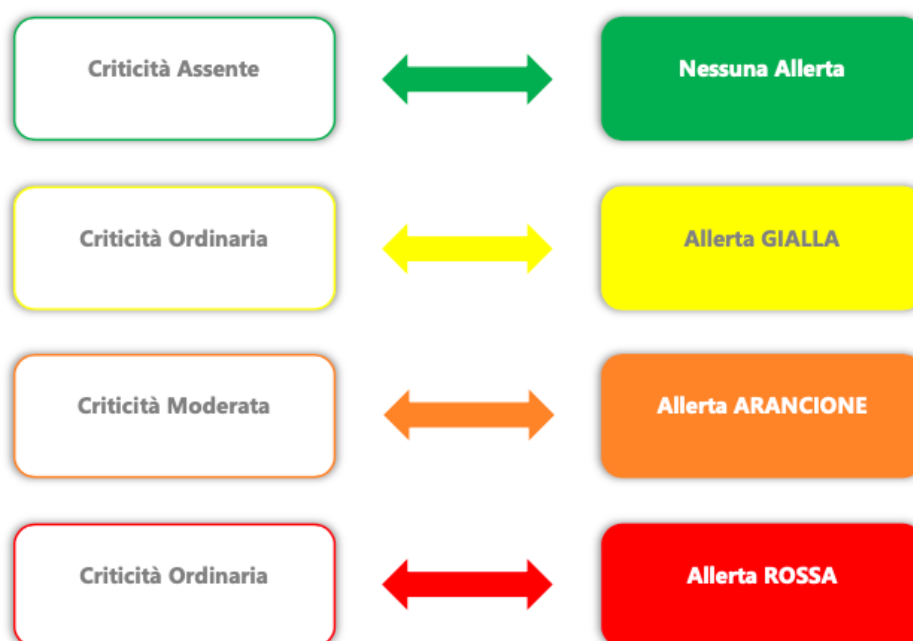 Criticità Assente
Nessuna Allerta
Criticità Ordinaria
Allerta GIALLA
Criticità Moderata
Allerta ARANCIONE
Criticità Ordinaria
Allerta ROSSA